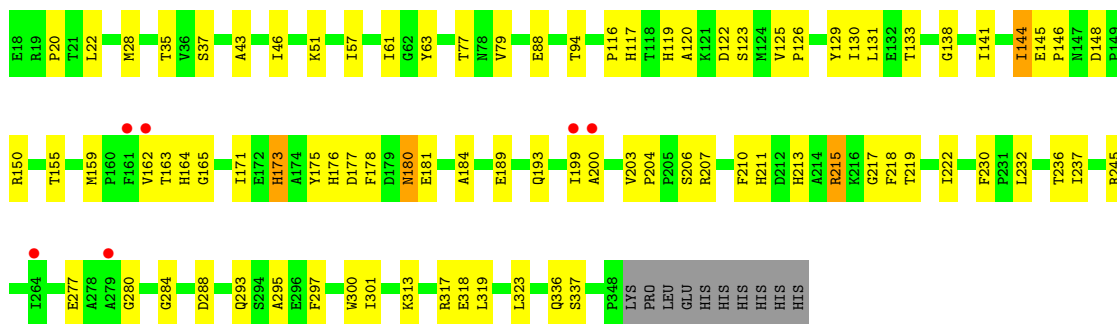 E18 R19 P20 T21 L22 M28 T35 V36 S37 A43 I46 K51 I57 I61 G62 Y63 T77 N78 V79 E88 T94 P116 H117 T118 H119 A120 K121 D122 S123 M124 V125 P126 Y129 I130 L131 E132 T133 G138 I141 I144 E145 P146 N147 D148 P149
R150 T155 M159 P160 F161 V162 T163 H164 G165 I171 E172 H173 A174 Y175 H176 D177 F178 D179 N180 E181 A184 E189 Q193 I199 A200 V203 P204 P205 S206 R207 F210 H211 D212 H213 A214 R215 K216 G217 F218 T219 I222 F230 P231 L232 T236 I237 R245
I264 E277 A278 A279 G280 G284 D288 Q293 S294 A295 E296 F297 W300 I301 K313 R317 E318 L319 L323 Q336 S337 P348 LYS PRO LEU GLU HIS HIS HIS HIS HIS HIS